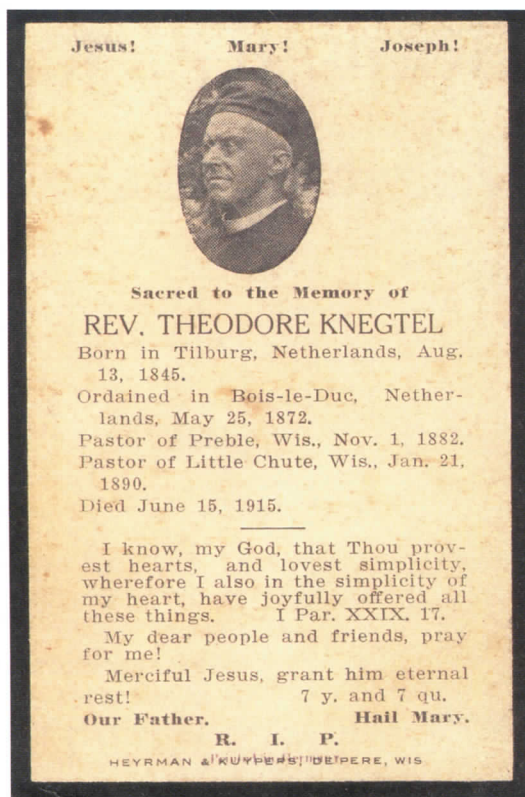 Jesus! Mary! Joseph!
Sacred to the Memory of
REV. THEODORE KNEGTEL
Born in Tilburg, Netherlands, Aug.
13, 1845.
Ordained in Bois-le-Duc, Nether-
lands, May 25, 1872.
Pastor of Preble, Wis., Nov. 1, 1882.
Pastor of Little Chute, Wis., Jan. 21,
1890.
Died June 15, 1915.
I know, my God, that Thou prov-
est hearts, and lovest simplicity,
wherefore I also in the simplicity of
my heart, have joyfully offered all
these things. I Par. XXIX. 17.
My dear people and friends, pray
for me!
Merciful Jesus, grant him eternal
rest! 7 y. and 7 qu.
Our Father. Hail Mary.
R. I. P.
HEYRMAN & KUYPERS, DEPERE, WIS